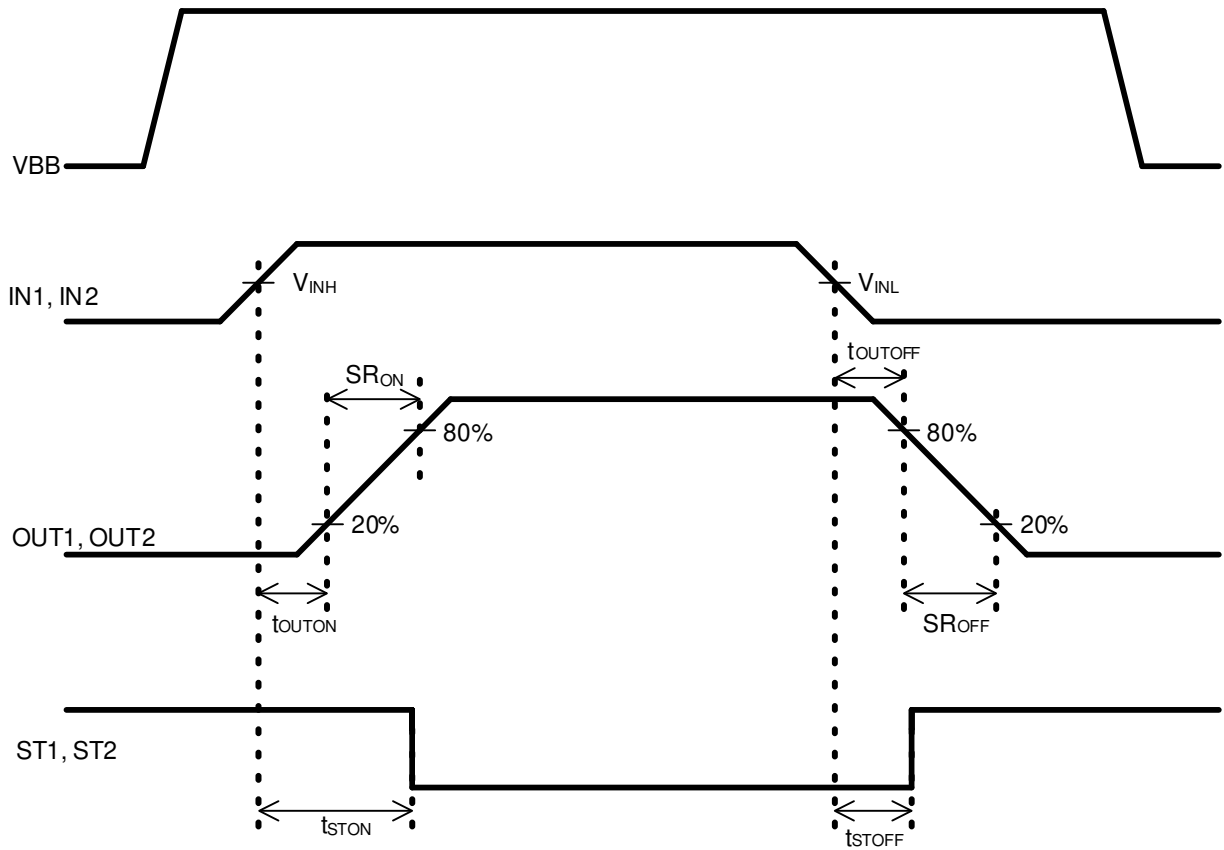 VBB
IN1, IN2
VINH
VINL
tOUTOFF
SRON
80%
80%
20%
20%
OUT1, OUT2
tOUTON
SROFF
ST1, ST2
tSTON
tSTOFF